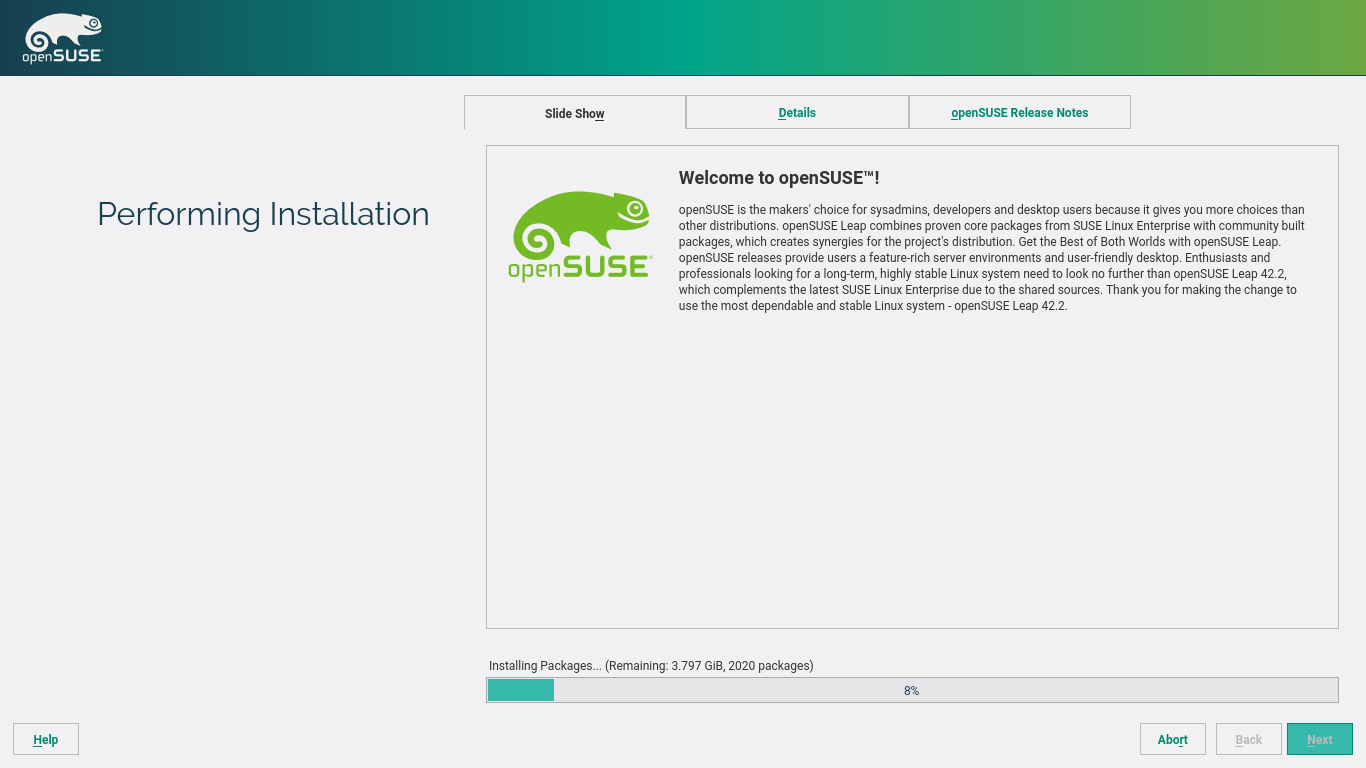 openSUSE
Slide Show
Details
openSUSE Release Notes
Performing Installation
openSUSE
Welcome to openSUSE™!
openSUSE is the makers' choice for sysadmins, developers and desktop users because it gives you more choices than
other distributions. openSUSE Leap combines proven core packages from SUSE Linux Enterprise with community built
packages, which creates synergies for the project's distribution. Get the Best of Both Worlds with openSUSE Leap.
openSUSE releases provide users a feature-rich server environments and user-friendly desktop. Enthusiasts and
professionals looking for a long-term, highly stable Linux system need to look no further than openSUSE Leap 42.2,
which complements the latest SUSE Linux Enterprise due to the shared sources. Thank you for making the change to
use the most dependable and stable Linux system - openSUSE Leap 42.2.
Installing Packages... (Remaining: 3.797 GiB, 2020 packages)
8%
Help
Abort
Back
Next